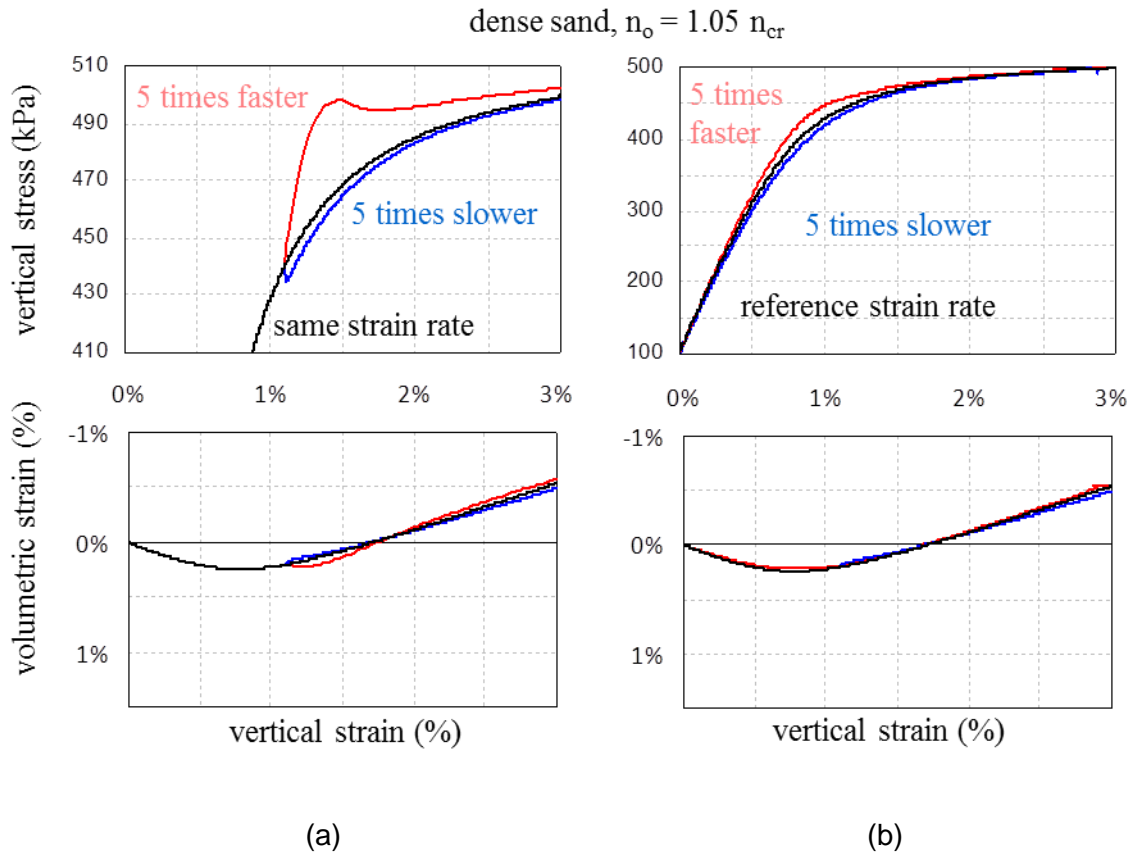 dense sand, nₒ = 1.05 n_cr
vertical stress (kPa)
510
490
470
450
430
410
5 times faster
5 times slower
same strain rate
0%
1%
2%
3%
500
400
300
200
100
5 times
faster
5 times slower
reference strain rate
0%
1%
2%
3%
volumetric strain (%)
-1%
0%
1%
vertical strain (%)
-1%
0%
1%
vertical strain (%)
(a)
(b)